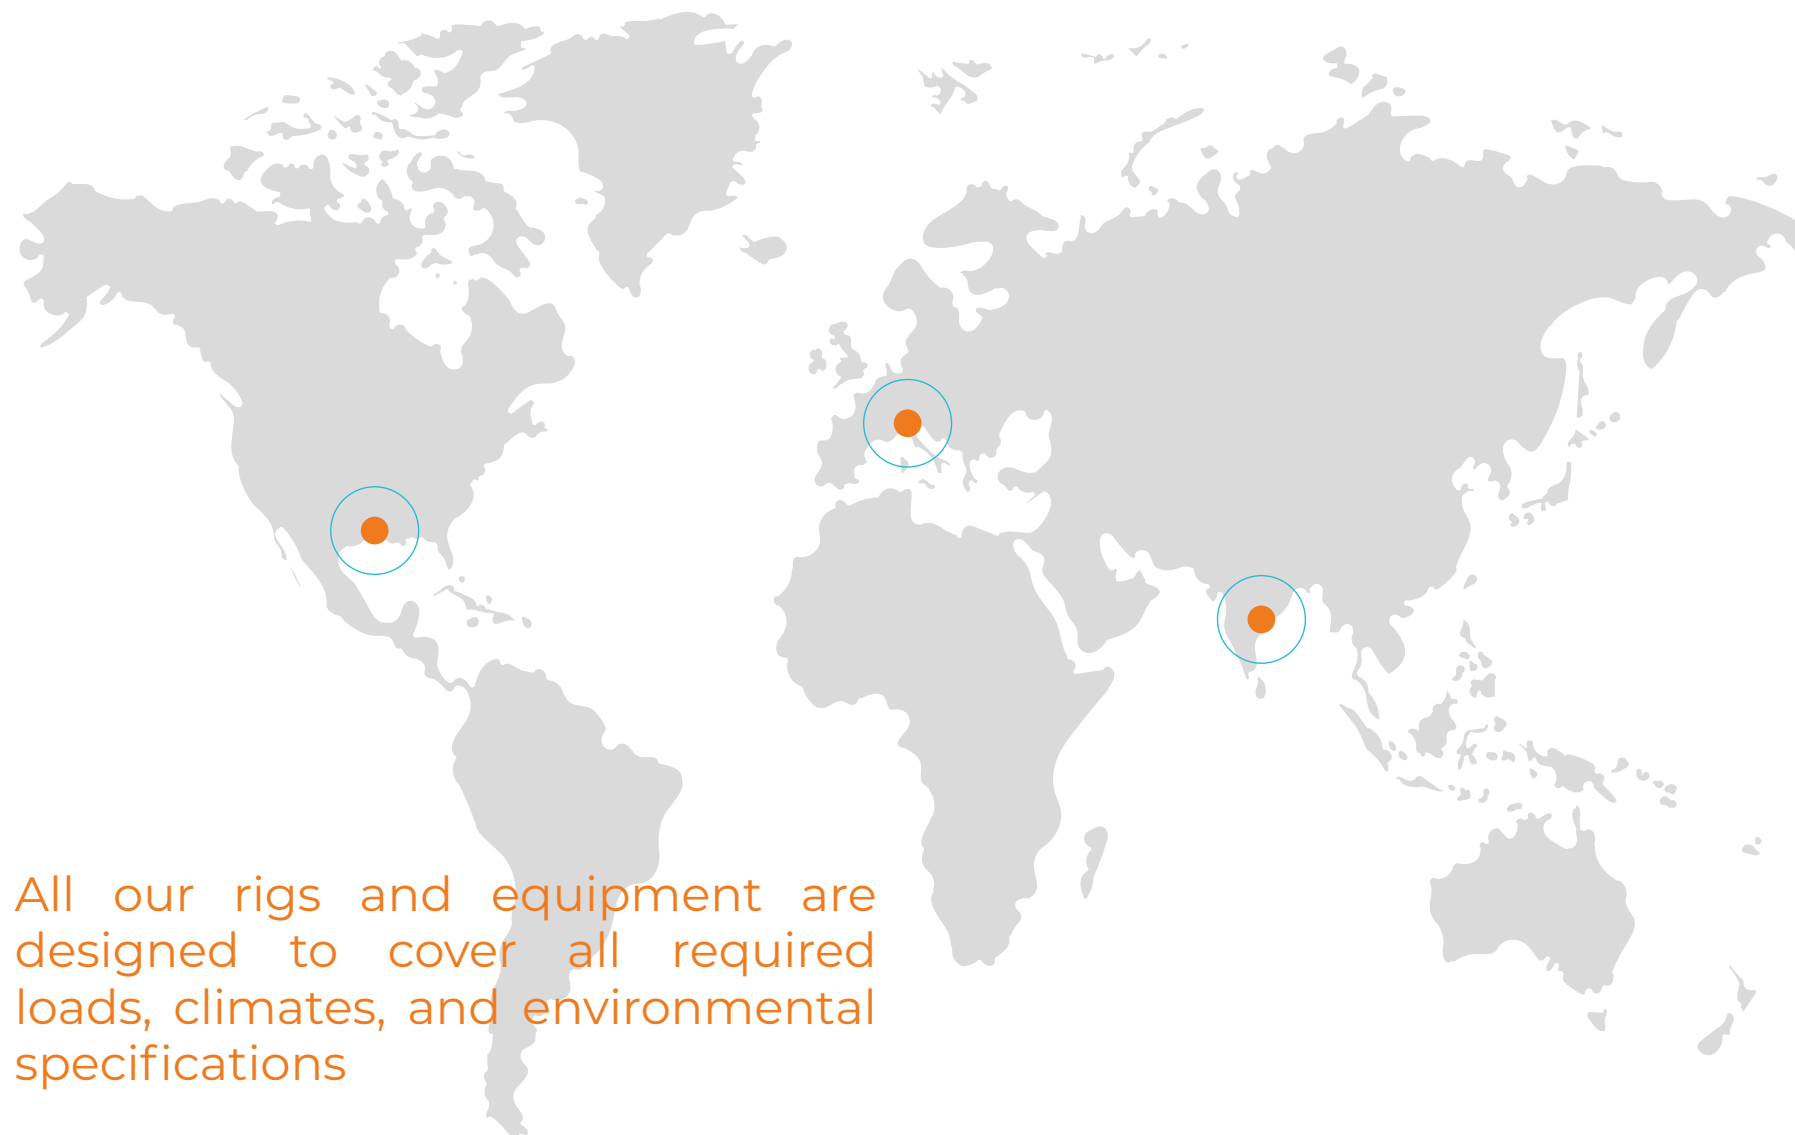 All our rigs and equipment are
designed to cover all required
loads, climates, and environmental
specifications